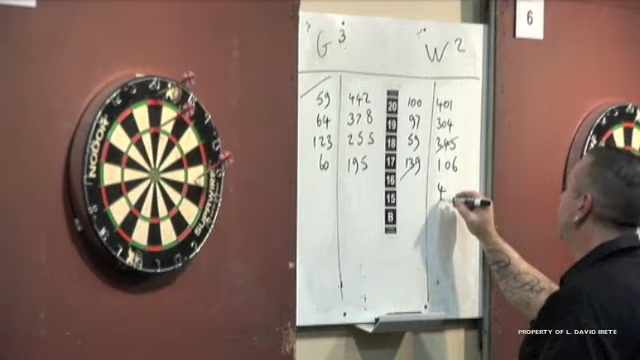 6
G 3 W 2
59 442 20 100 401
64 378 19 97 304
123 255 18 59 345
60 195 17 139 106
16 4
15
B
NODOR
SUPAWIRE
PROPERTY OF L. DAVID IRETE